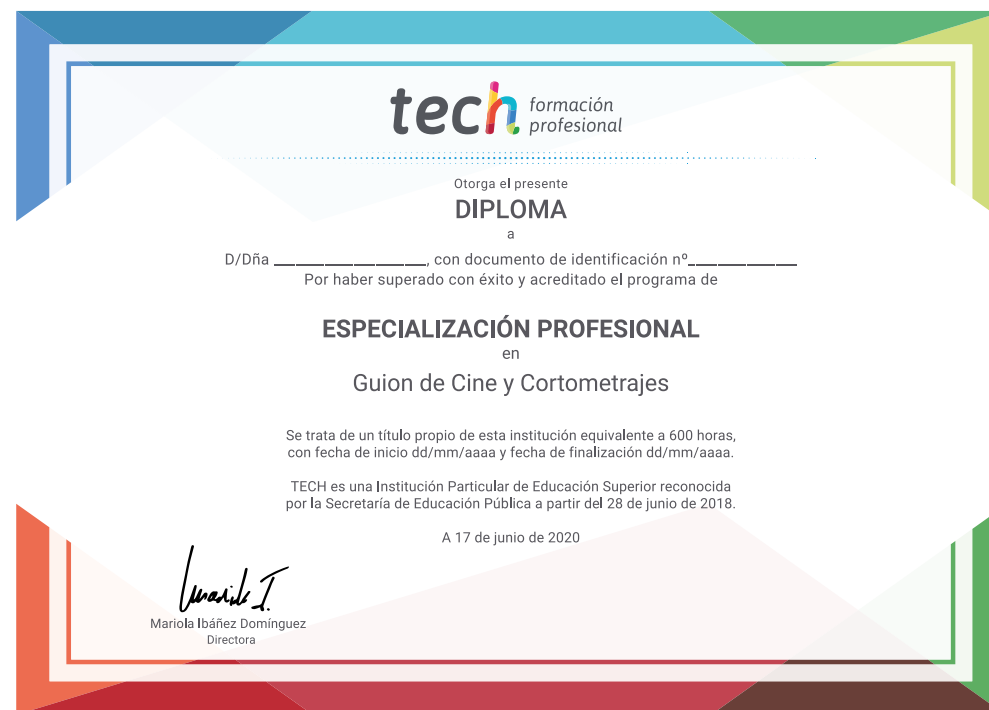 tech formación
profesional
Otorga el presente
DIPLOMA
a
D/Dña ______________, con documento de identificación nº__________
Por haber superado con éxito y acreditado el programa de
ESPECIALIZACIÓN PROFESIONAL
en
Guion de Cine y Cortometrajes
Se trata de un título propio de esta institución equivalente a 600 horas,
con fecha de inicio dd/mm/aaaa y fecha de finalización dd/mm/aaaa.
TECH es una Institución Particular de Educación Superior reconocida
por la Secretaría de Educación Pública a partir del 28 de junio de 2018.
A 17 de junio de 2020
Mariola Ibáñez Domínguez
Directora